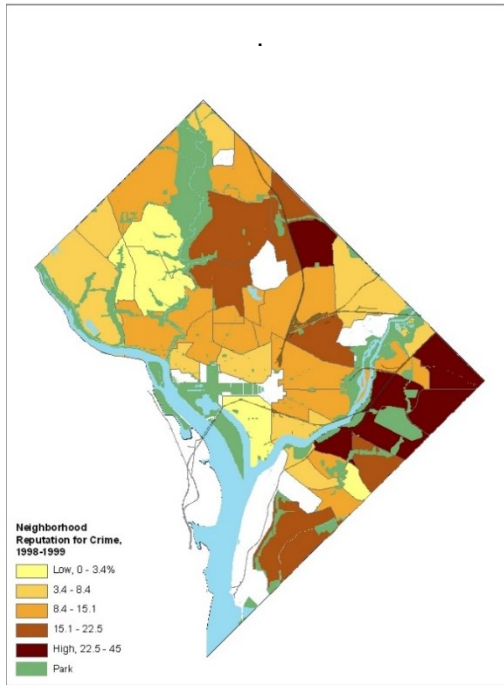 .
Neighborhood
Reputation for Crime,
1998-1999
Low, 0 - 3.4%
3.4 - 8.4
8.4 - 15.1
15.1 - 22.5
High, 22.5 - 45
Park